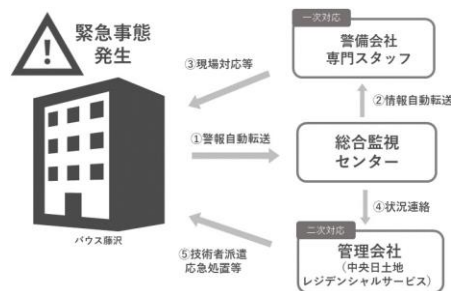 緊急事態
発生
一次対応
警備会社
専門スタッフ
③現場対応等
②情報自動転送
①警報自動転送
総合監視
センター
④状況連絡
バウス藤沢
⑤技術者派遣
応急処置等
二次対応
管理会社
(中央日土地
レジデンシャルサービス)